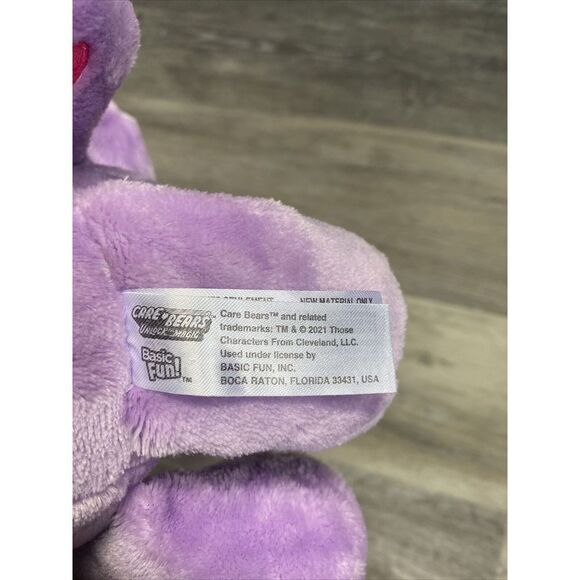 NEW MATERIAL ONLY
CARE BEARS
UNLOCK THE MAGIC
Basic
Fun!™
Care Bears™ and related
trademarks: TM & © 2021 Those
Characters From Cleveland, LLC.
Used under license by
BASIC FUN, INC.
BOCA RATON, FLORIDA 33431, USA